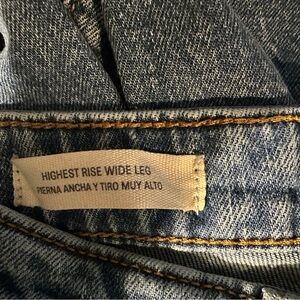 HIGHEST RISE WIDE LEG
PIERNA ANCHA Y TIRO MUY ALTO